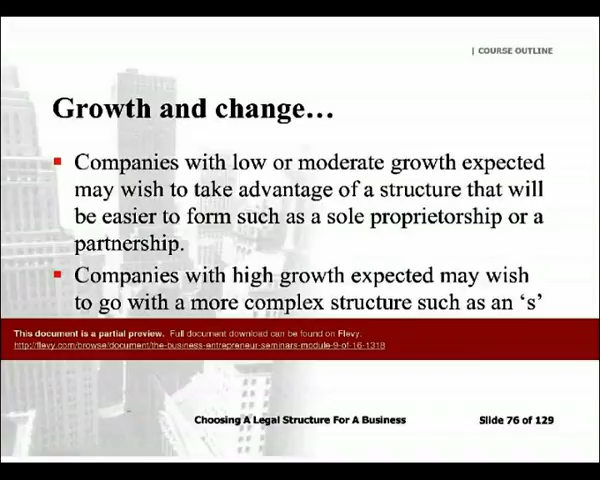 | COURSE OUTLINE
Growth and change…
Companies with low or moderate growth expected
may wish to take advantage of a structure that will
be easier to form such as a sole proprietorship or a
partnership.
Companies with high growth expected may wish
to go with a more complex structure such as an ‘s’
This document is a partial preview. Full document download can be found on Flevy:
http://flevy.com/browse/document/the-business-entrepreneur-seminars-module-9-of-16-1318
Choosing A Legal Structure For A Business
Slide 76 of 129